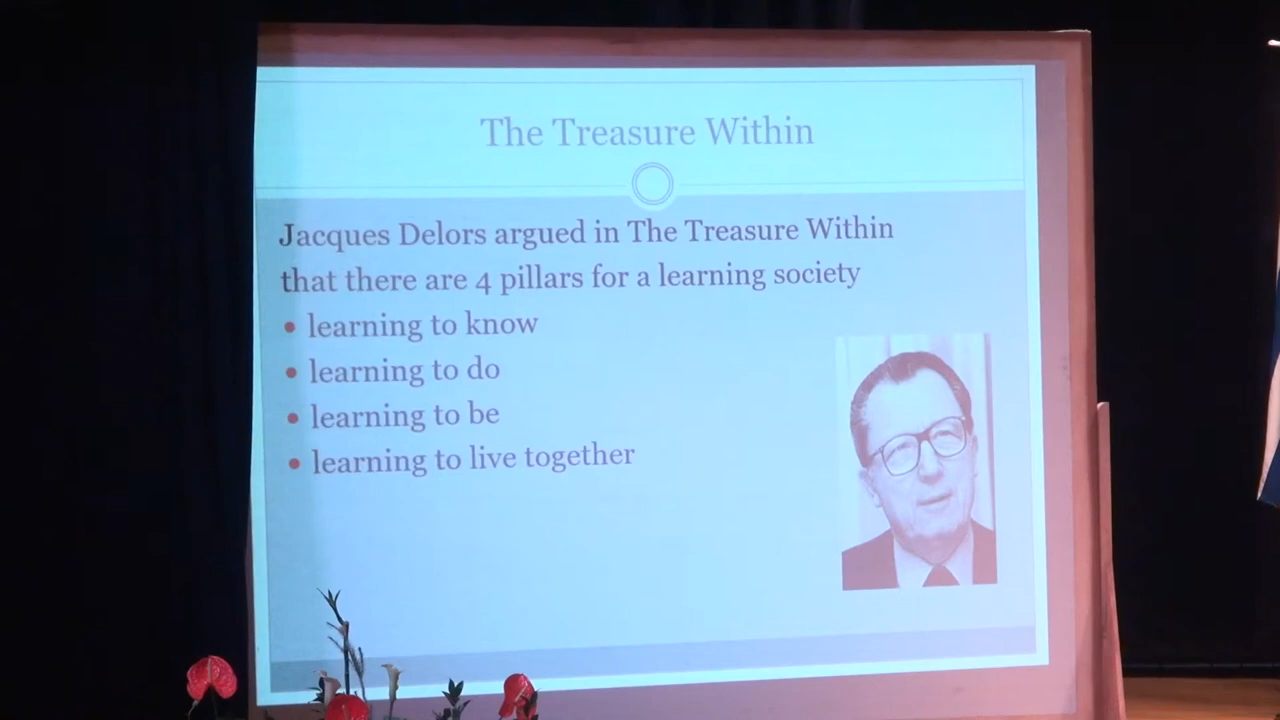 The Treasure Within
Jacques Delors argued in The Treasure Within
that there are 4 pillars for a learning society
• learning to know
• learning to do
• learning to be
• learning to live together